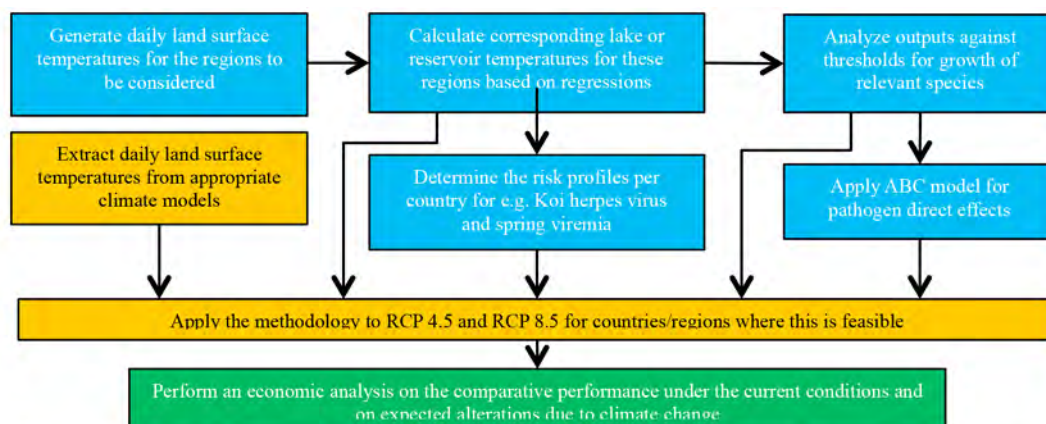 Generate daily land surface
temperatures for the regions to
be considered
Calculate corresponding lake or
reservoir temperatures for these
regions based on regressions
Analyze outputs against
thresholds for growth of
relevant species
Extract daily land surface
temperatures from appropriate
climate models
Determine the risk profiles per
country for e.g. Koi herpes virus
and spring viremia
Apply ABC model for
pathogen direct effects
Apply the methodology to RCP 4.5 and RCP 8.5 for countries/regions where this is feasible
Perform an economic analysis on the comparative performance under the current conditions and
on expected alterations due to climate change